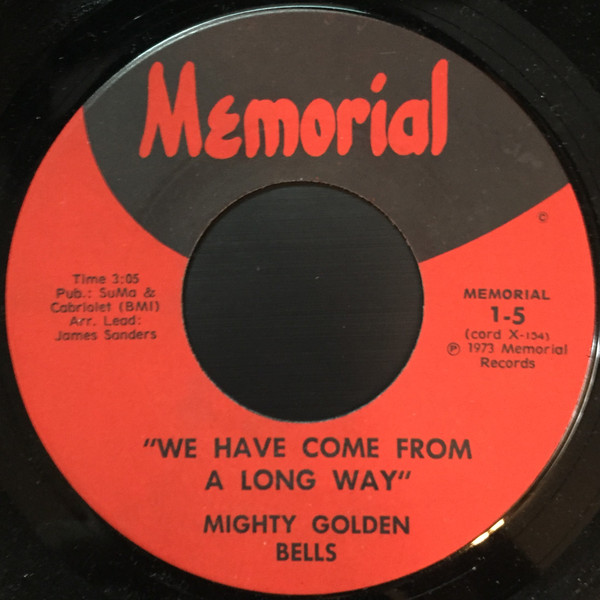 Memorial
©
Time 3:05
Pub.: SuMa &
Cabriolet (BMI)
Arr. Lead:
James Sanders
MEMORIAL
1-5
(cord X-154)
℗ 1973 Memorial
Records
"WE HAVE COME FROM
A LONG WAY"
MIGHTY GOLDEN
BELLS